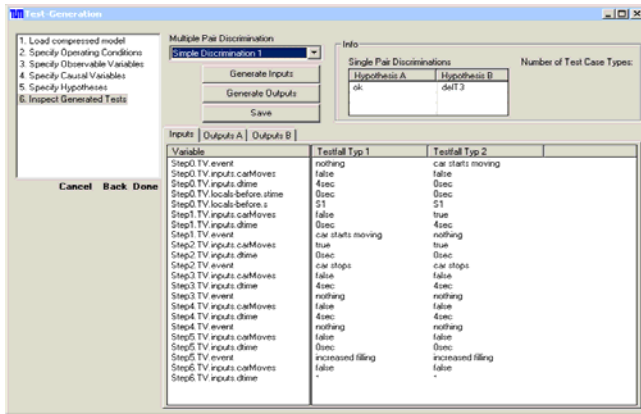 Test-Generation
1. Load compressed model
2. Specify Operating Conditions
3. Specify Observable Variables
4. Specify Causal Variables
5. Specify Hypotheses
6. Inspect Generated Tests
Cancel Back Done
Multiple Pair Discrimination
Simple Discrimination 1
Generate Inputs
Generate Outputs
Save
Info
Single Pair Discriminations
Hypothesis A Hypothesis B
ok delT3
Number of Test Case Types:
Inputs Outputs A Outputs B
Variable Testfall Typ 1 Testfall Typ 2
Step0.TV.event nothing car starts moving
Step0.TV.inputs.carMoves false false
Step0.TV.inputs.dtime 4sec 0sec
Step0.TV.locals-before.stime 0sec 0sec
Step0.TV.locals-before.s S1 S1
Step1.TV.inputs.carMoves false true
Step1.TV.inputs.dtime 0sec 4sec
Step1.TV.event car starts moving nothing
Step2.TV.inputs.carMoves true true
Step2.TV.inputs.dtime 0sec 0sec
Step2.TV.event car stops car stops
Step3.TV.inputs.carMoves false false
Step3.TV.inputs.dtime 4sec 4sec
Step3.TV.event nothing nothing
Step4.TV.inputs.carMoves false false
Step4.TV.inputs.dtime 4sec 4sec
Step4.TV.event nothing nothing
Step5.TV.inputs.carMoves false false
Step5.TV.inputs.dtime 0sec 0sec
Step5.TV.event increased filling increased filling
Step6.TV.inputs.carMoves false false
Step6.TV.inputs.dtime * *